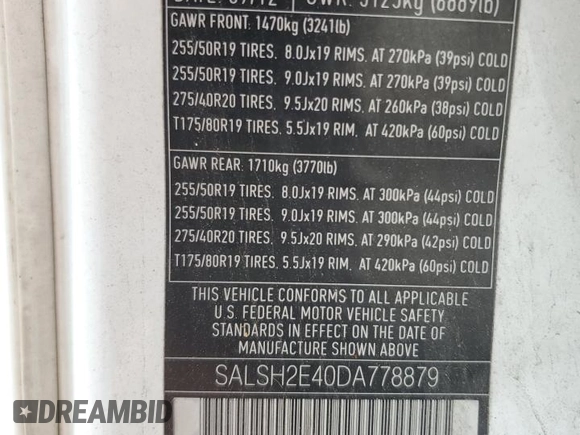 GAWR FRONT: 1470kg (3241lb)
255/50R19 TIRES. 8.0Jx19 RIMS. AT 270kPa (39psi) COLD
255/50R19 TIRES. 9.0Jx19 RIMS. AT 270kPa (39psi) COLD
275/40R20 TIRES. 9.5Jx20 RIMS. AT 260kPa (38psi) COLD
T175/80R19 TIRES. 5.5Jx19 RIM, AT 420kPa (60psi) COLD
GAWR REAR: 1710kg (3770lb)
255/50R19 TIRES. 8.0Jx19 RIMS. AT 300kPa (44psi) COLD
255/50R19 TIRES. 9.0Jx19 RIMS. AT 300kPa (44psi) COLD
275/40R20 TIRES. 9.5Jx20 RIMS. AT 290kPa (42psi) COLD
T175/80R19 TIRES. 5.5Jx19 RIM, AT 420kPa (60psi) COLD
THIS VEHICLE CONFORMS TO ALL APPLICABLE
U.S. FEDERAL MOTOR VEHICLE SAFETY
STANDARDS IN EFFECT ON THE DATE OF
MANUFACTURE SHOWN ABOVE
SALSH2E40DA778879
DREAMBID